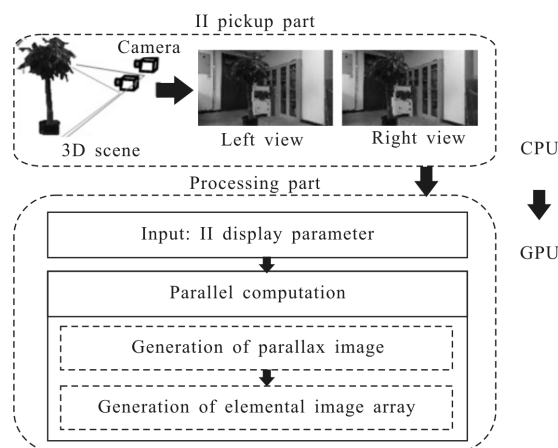 II pickup part
Camera
3D scene
Left view
Right view
CPU
Processing part
GPU
Input: II display parameter
Parallel computation
Generation of parallax image
Generation of elemental image array